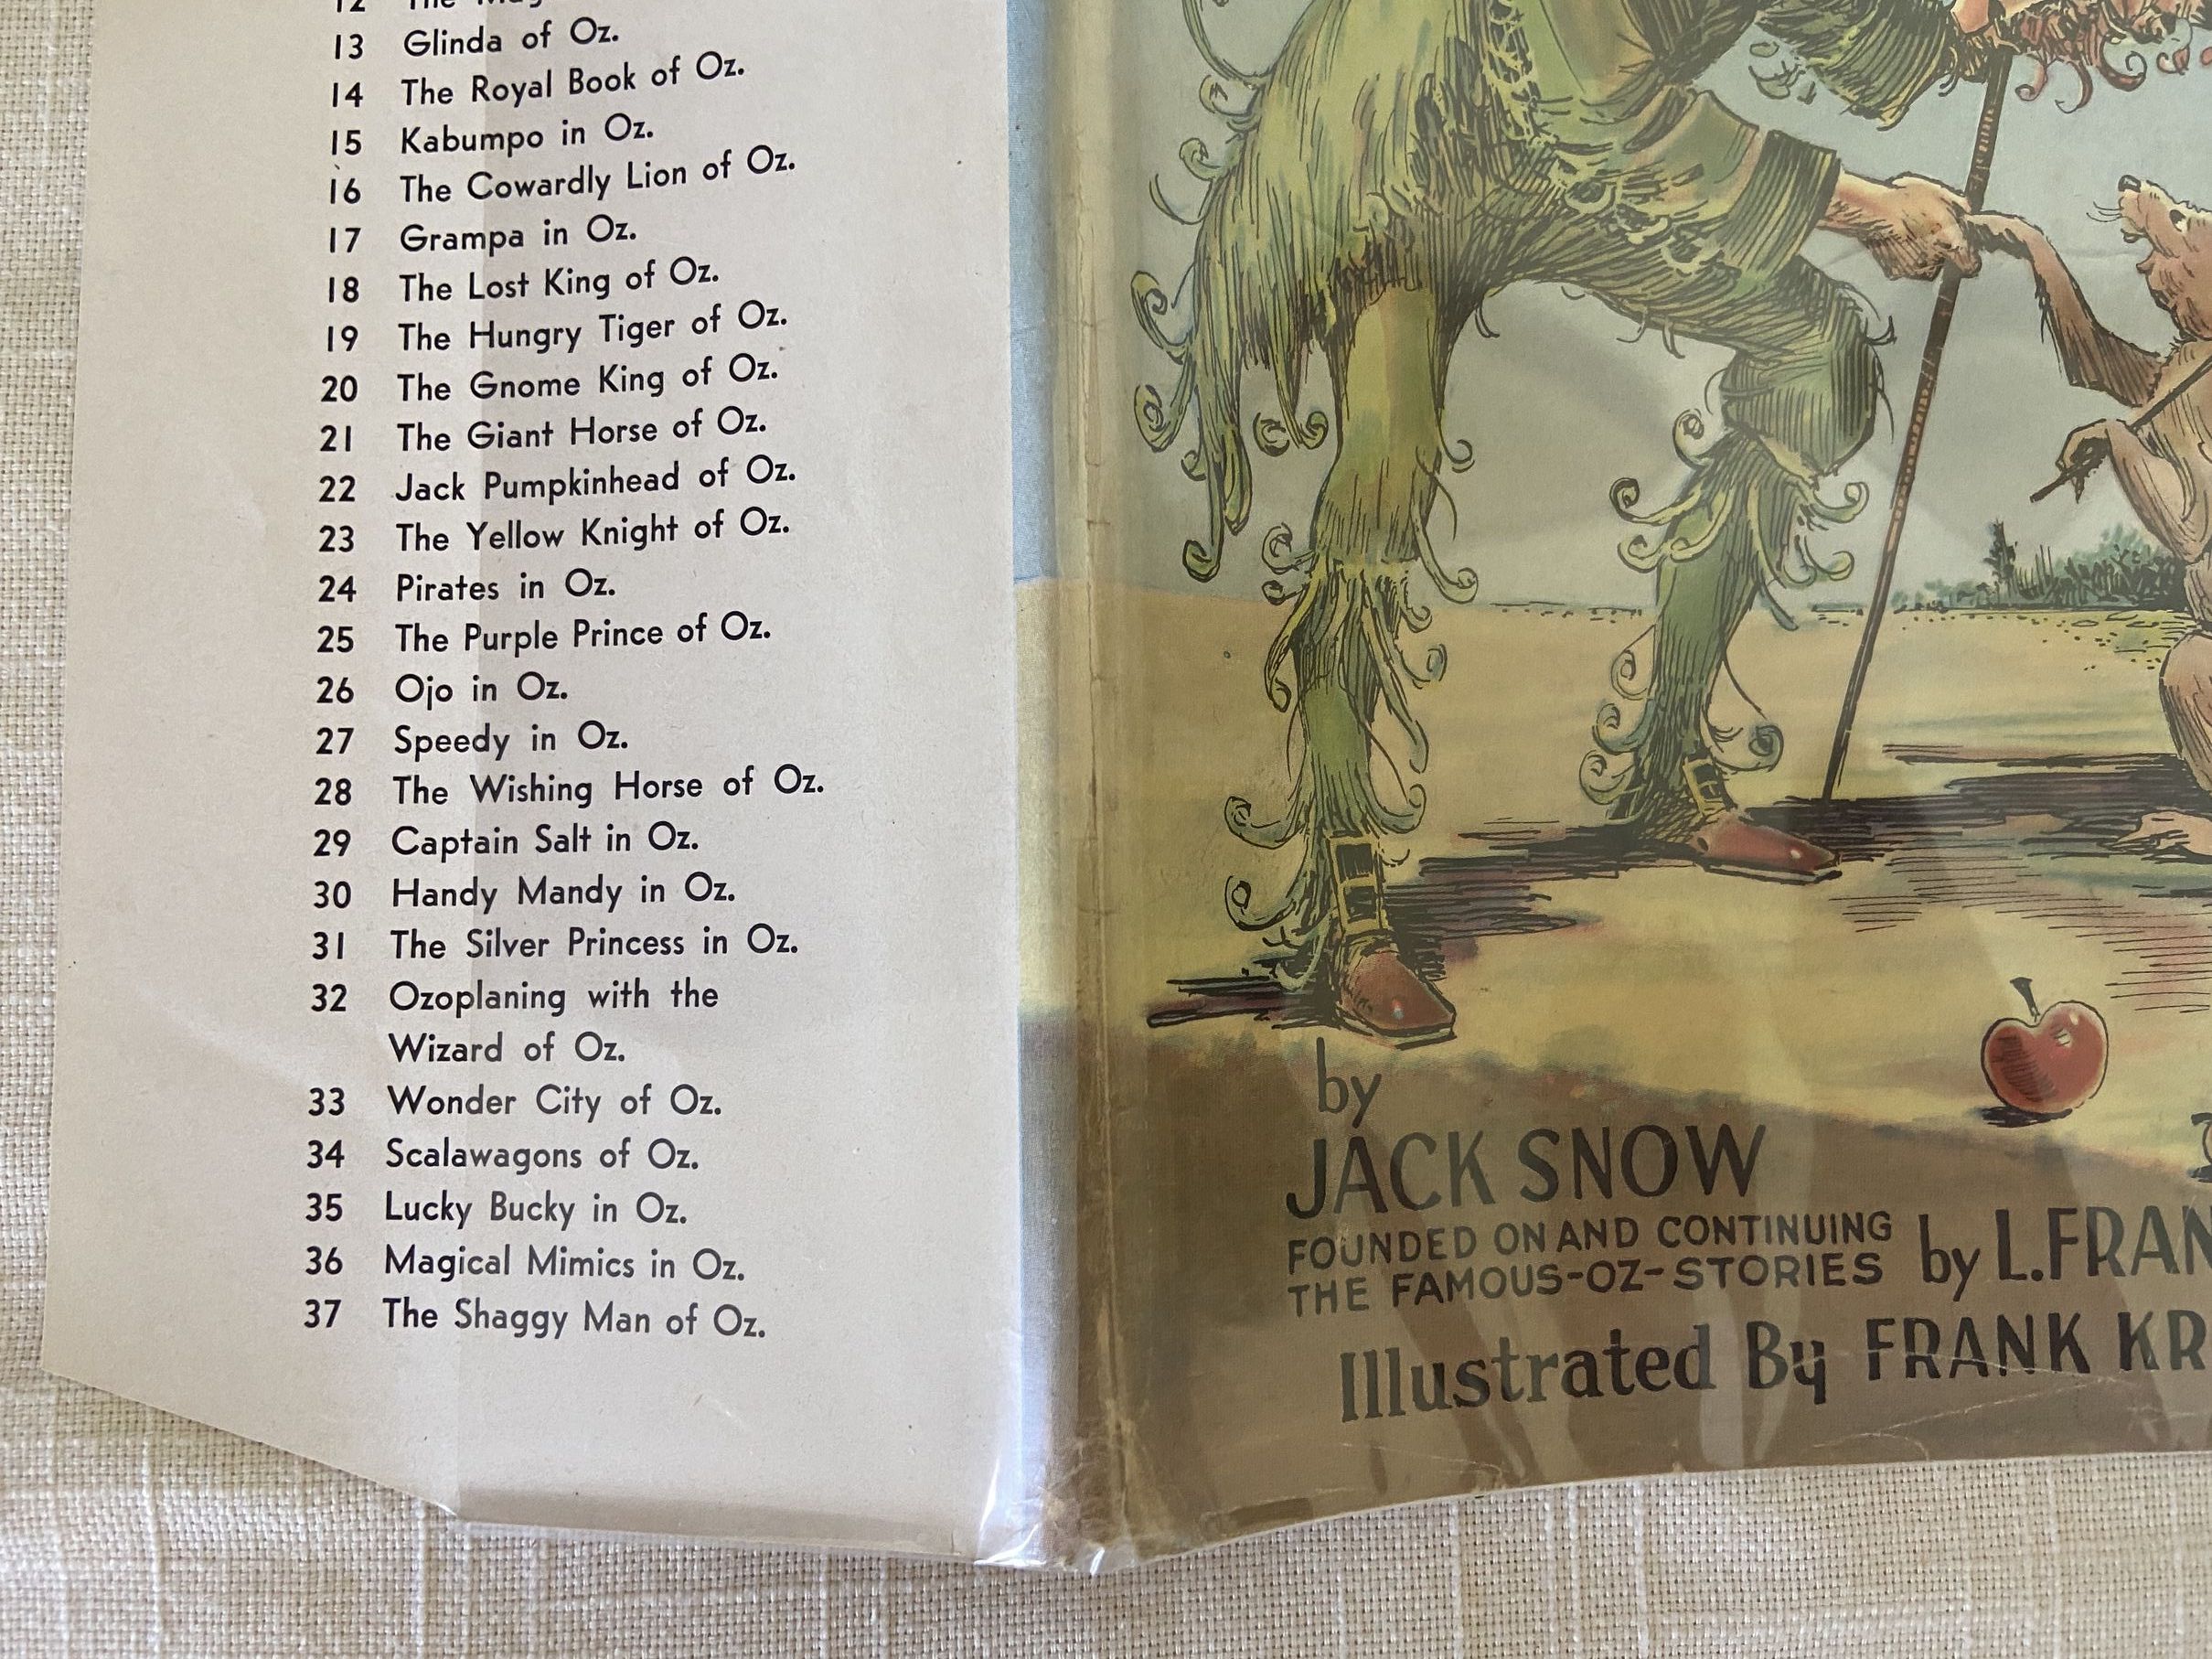 12 The
13 Glinda of Oz.
14 The Royal Book of Oz.
15 Kabumpo in Oz.
16 The Cowardly Lion of Oz.
17 Grampa in Oz.
18 The Lost King of Oz.
19 The Hungry Tiger of Oz.
20 The Gnome King of Oz.
21 The Giant Horse of Oz.
22 Jack Pumpkinhead of Oz.
23 The Yellow Knight of Oz.
24 Pirates in Oz.
25 The Purple Prince of Oz.
26 Ojo in Oz.
27 Speedy in Oz.
28 The Wishing Horse of Oz.
29 Captain Salt in Oz.
30 Handy Mandy in Oz.
31 The Silver Princess in Oz.
32 Ozoplaning with the
Wizard of Oz.
33 Wonder City of Oz.
34 Scalawagons of Oz.
35 Lucky Bucky in Oz.
36 Magical Mimics in Oz.
37 The Shaggy Man of Oz.
by
JACK SNOW
FOUNDED ON AND CONTINUING
THE FAMOUS-OZ-STORIES by L. FRAN
Illustrated By FRANK KR